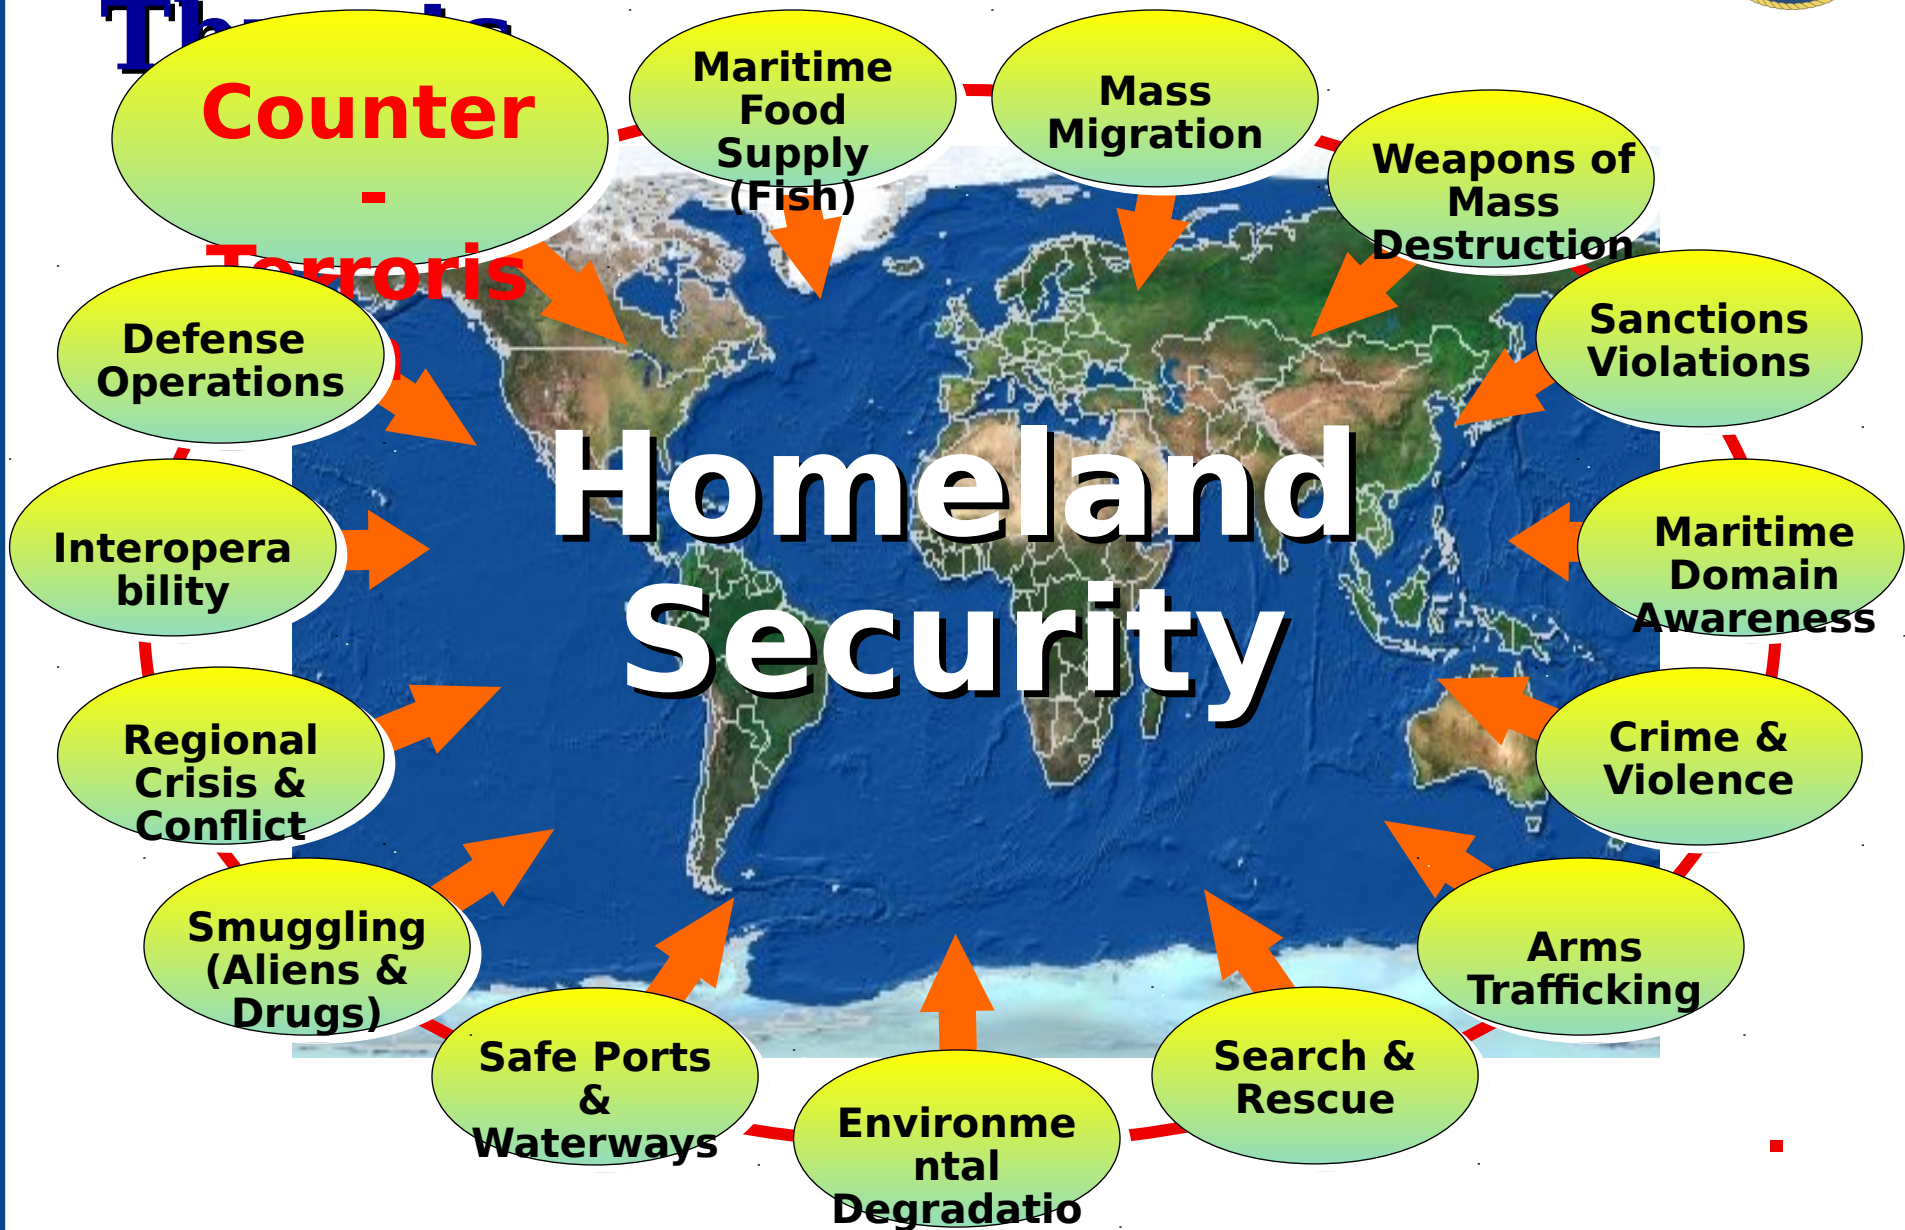 Threats
Counter
-
Terroris
m
Maritime
Food
Supply
(Fish)
Mass
Migration
Weapons of
Mass
Destruction
Sanctions
Violations
Maritime
Domain
Awareness
Crime &
Violence
Arms
Trafficking
Search &
Rescue
Environme
ntal
Degradatio
Safe Ports
&
Waterways
Smuggling
(Aliens &
Drugs)
Regional
Crisis &
Conflict
Interopera
bility
Defense
Operations
Homeland
Security